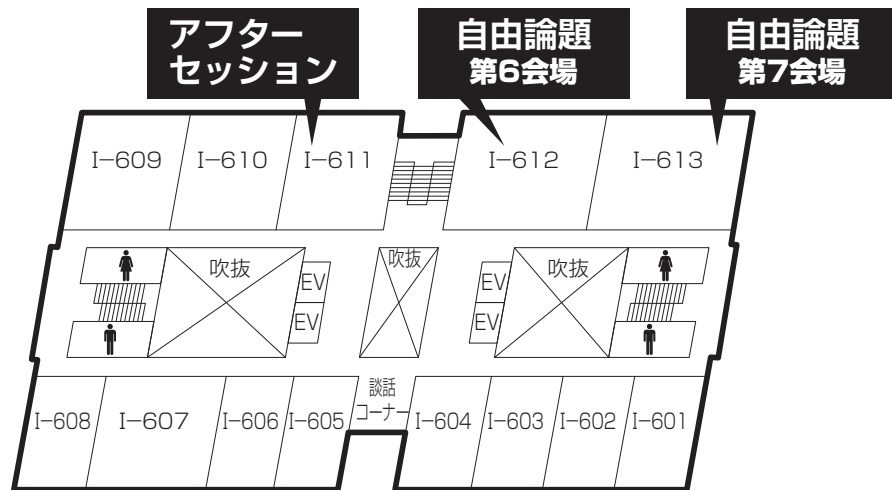 アフター
セッション
自由論題
第6会場
自由論題
第7会場
I−609
I−610
I−611
I−612
I−613
吹抜
吹抜
吹抜
EV
EV
EV
EV
談話
コーナー
I−608
I−607
I−606
I−605
I−604
I−603
I−602
I−601